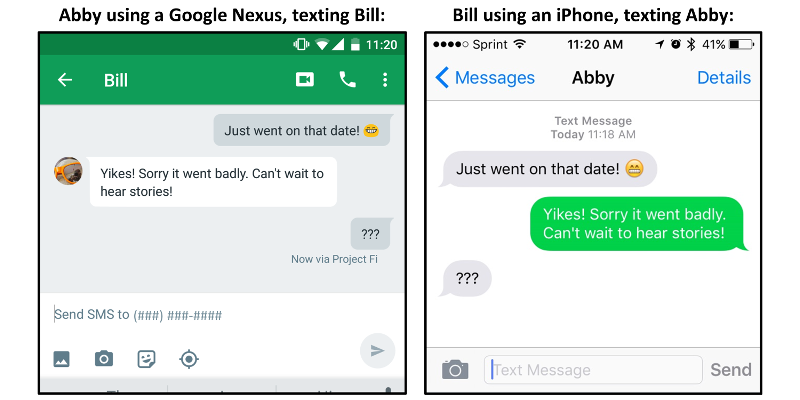 Abby using a Google Nexus, texting Bill:
11:20
Bill
Just went on that date! 😁
Yikes! Sorry it went badly. Can't wait to
hear stories!
???
Now via Project Fi
Send SMS to (###) ###-####
Bill using an iPhone, texting Abby:
Sprint 11:20 AM 41%
Messages Abby Details
Text Message
Today 11:18 AM
Just went on that date! 😁
Yikes! Sorry it went badly.
Can't wait to hear stories!
???
Text Message Send